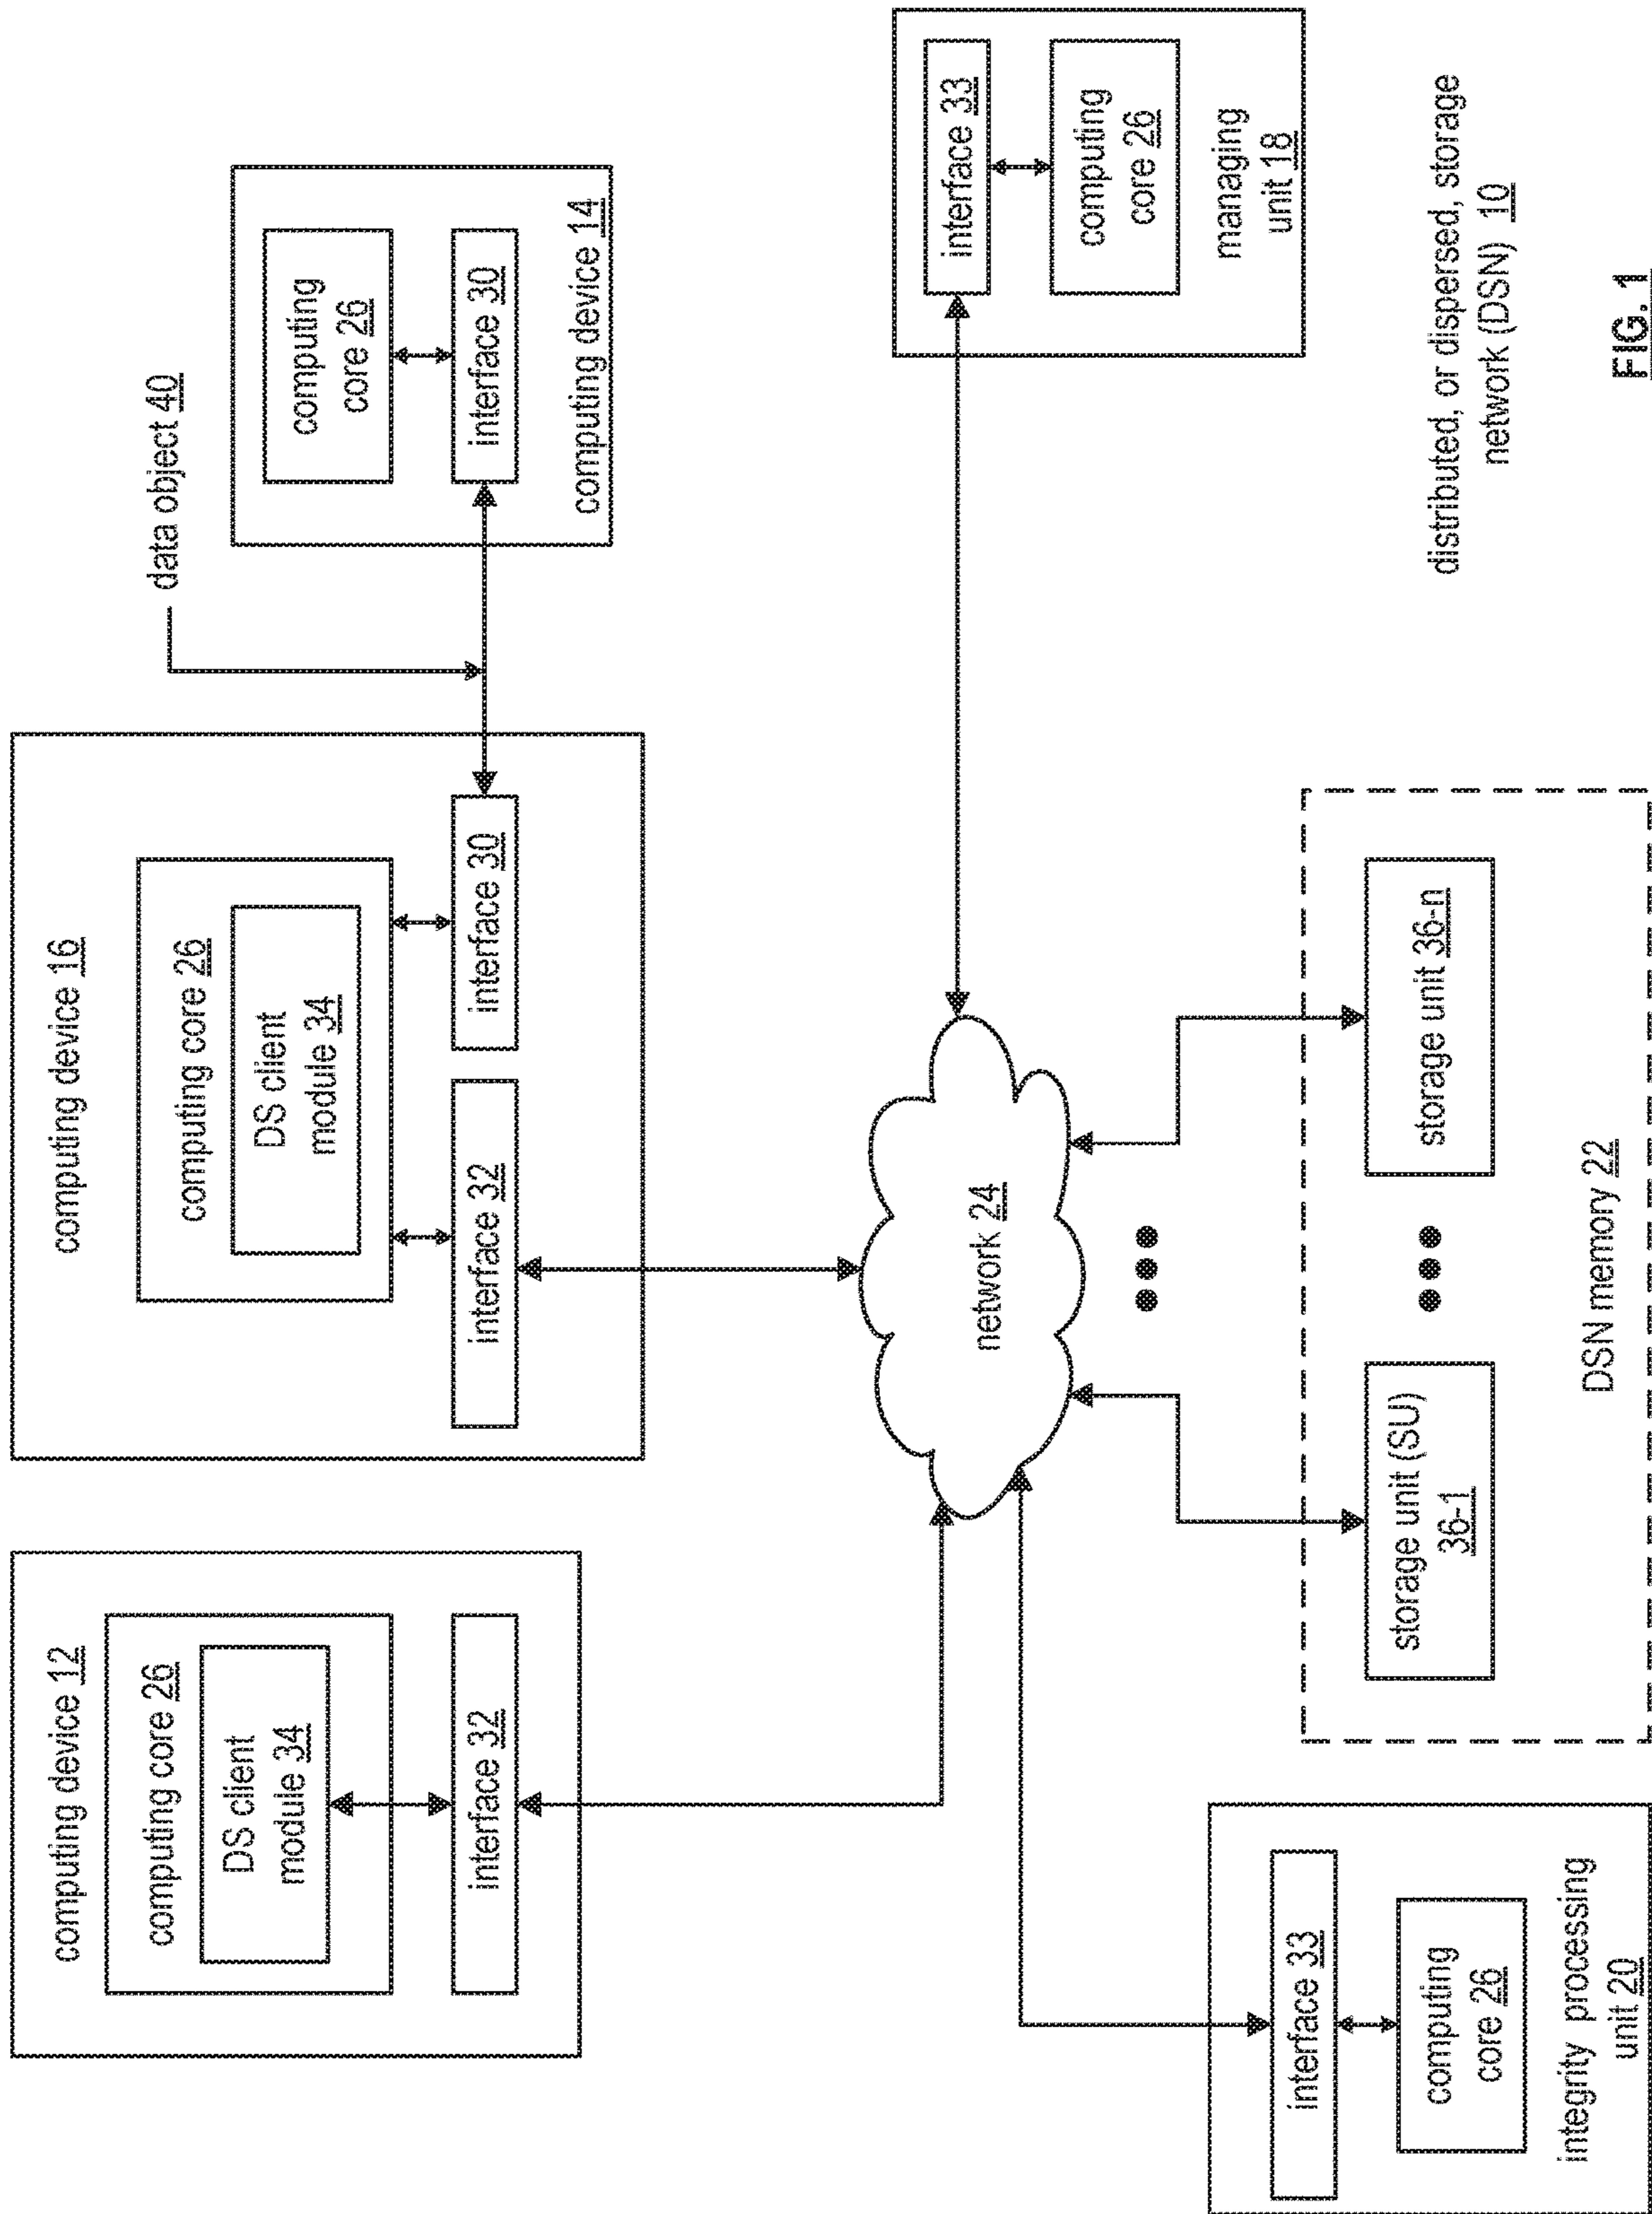 computing device 12
computing core 26
DS client
module 34
interface 32
computing device 16
computing core 26
DS client
module 34
interface 32
interface 30
data object 40
computing
core 26
interface 30
computing device 14
network 24
interface 33
computing
core 26
managing
unit 18
interface 33
computing
core 26
integrity processing
unit 20
storage unit (SU)
36-1
storage unit 36-n
DSN memory 22
distributed, or dispersed, storage
network (DSN) 10
FIG. 1